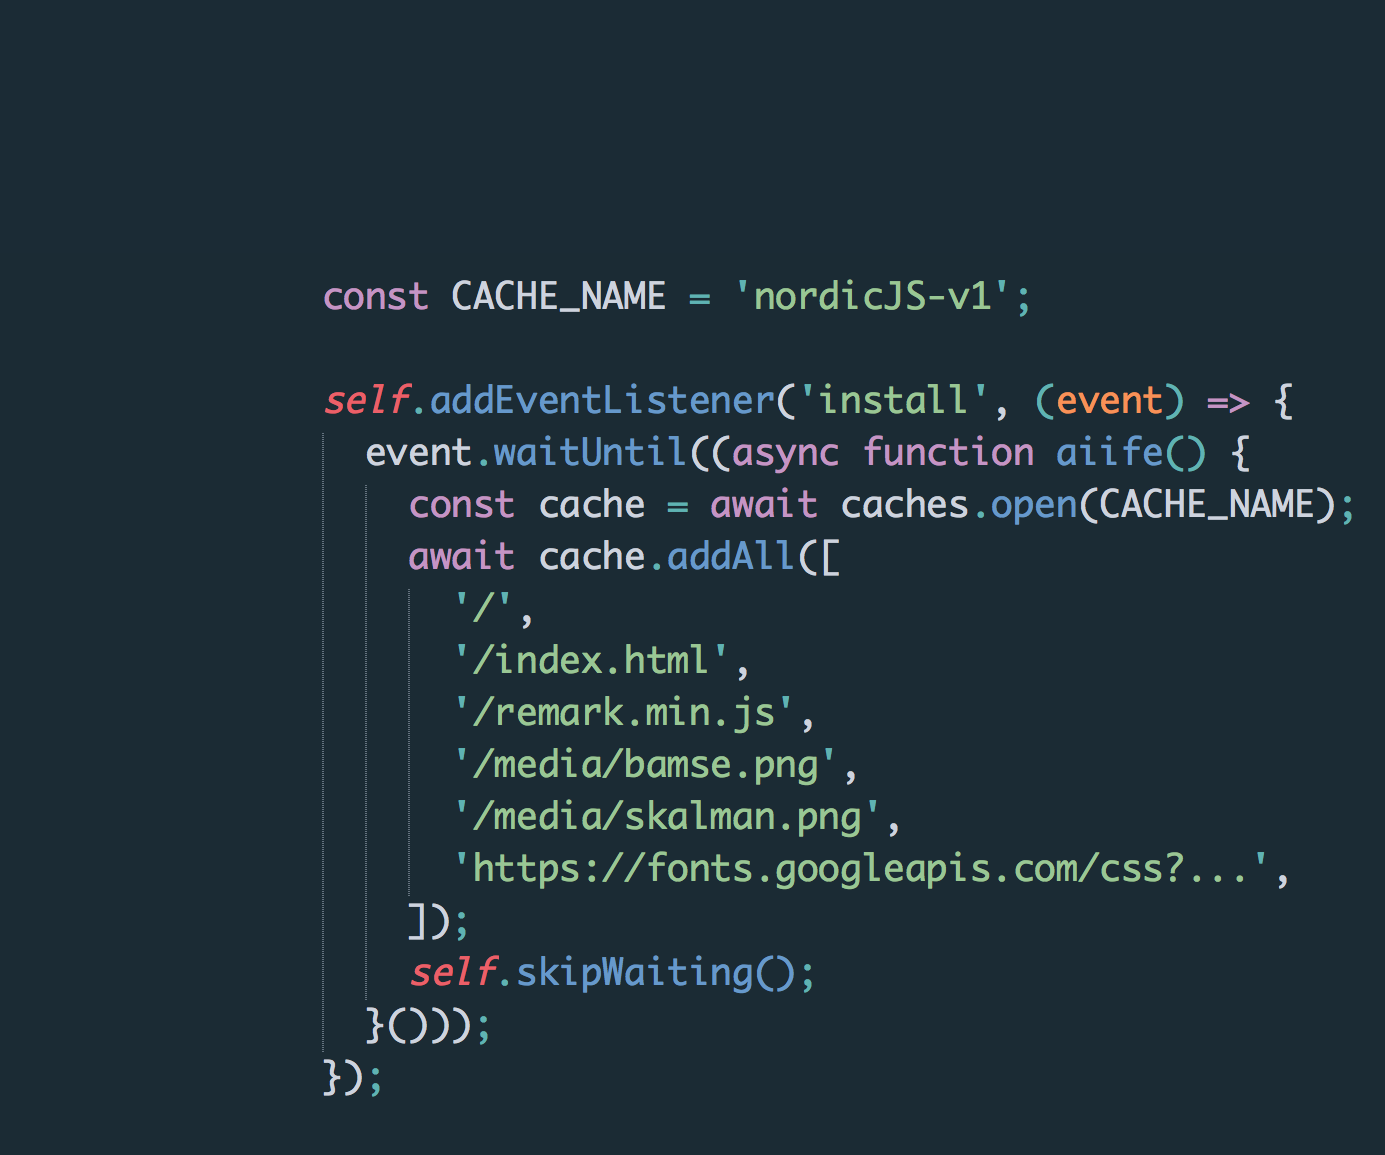 const CACHE_NAME = 'nordicJS-v1';
self.addEventListener('install', (event) => {
event.waitUntil((async function aiife() {
const cache = await caches.open(CACHE_NAME);
await cache.addAll([
'/',
'/index.html',
'/remark.min.js',
'/media/bamse.png',
'/media/skalman.png',
'https://fonts.googleapis.com/css?...',
]);
self.skipWaiting();
}()));
});